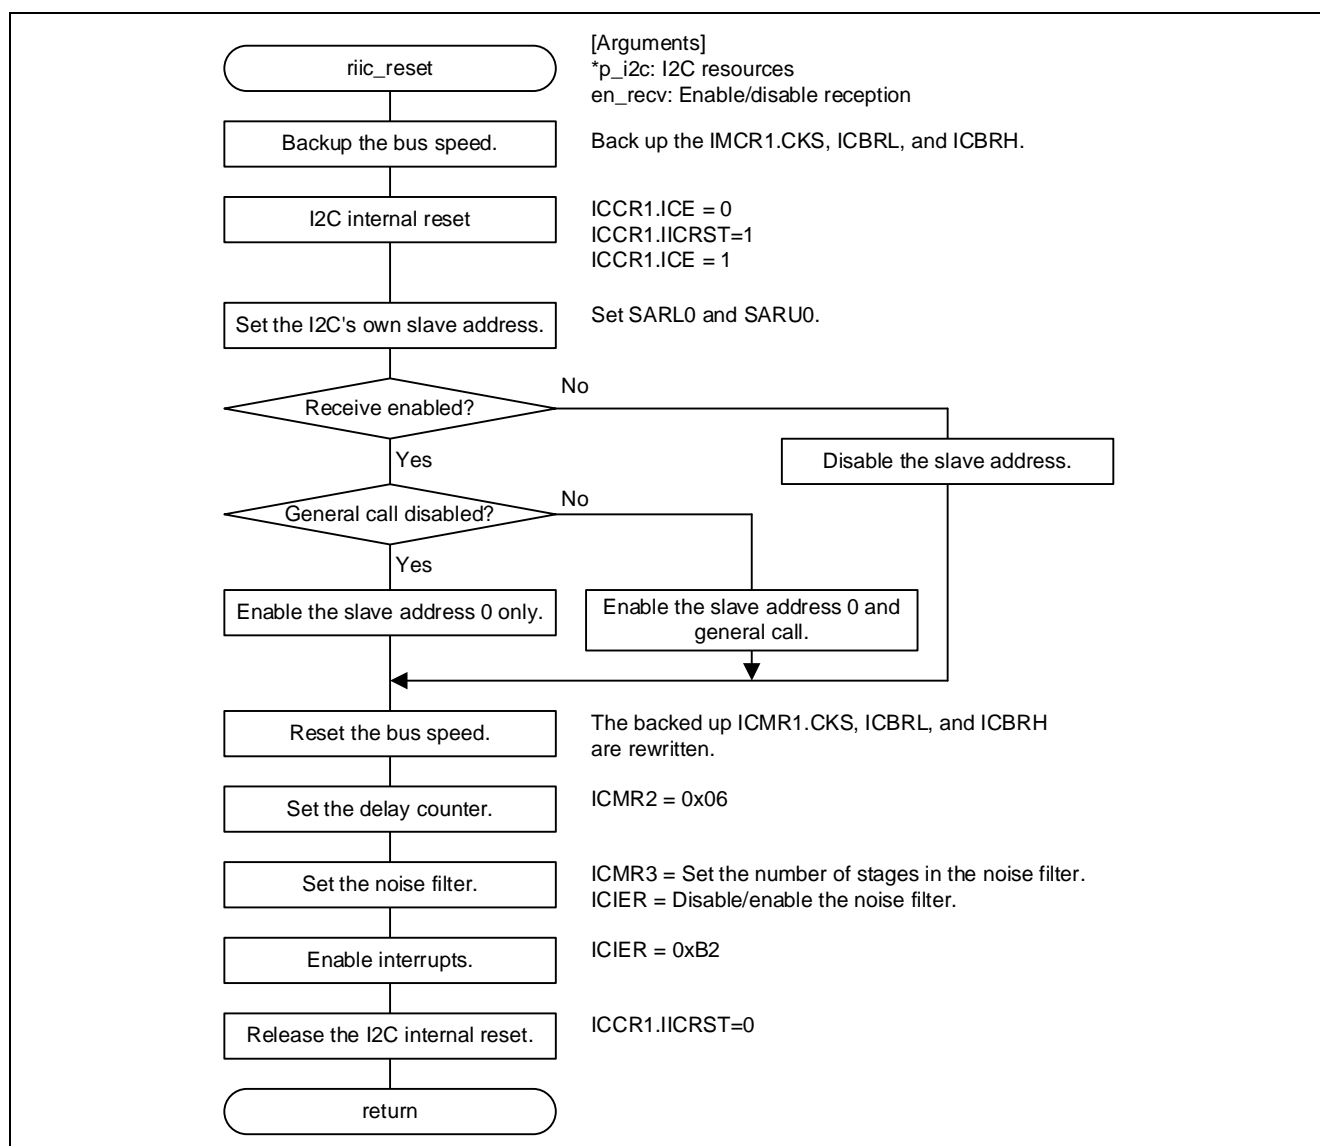 riic_reset
[Arguments]
*p_i2c: I2C resources
en_recv: Enable/disable reception
Backup the bus speed.
Back up the IMCR1.CKS, ICBRL, and ICBRH.
I2C internal reset
ICCR1.ICE = 0
ICCR1.IICRST=1
ICCR1.ICE = 1
Set the I2C's own slave address.
Set SARL0 and SARU0.
Receive enabled?
No
Yes
Disable the slave address.
General call disabled?
No
Yes
Enable the slave address 0 only.
Enable the slave address 0 and
general call.
Reset the bus speed.
The backed up ICMR1.CKS, ICBRL, and ICBRH
are rewritten.
Set the delay counter.
ICMR2 = 0x06
Set the noise filter.
ICMR3 = Set the number of stages in the noise filter.
ICIER = Disable/enable the noise filter.
Enable interrupts.
ICIER = 0xB2
Release the I2C internal reset.
ICCR1.IICRST=0
return